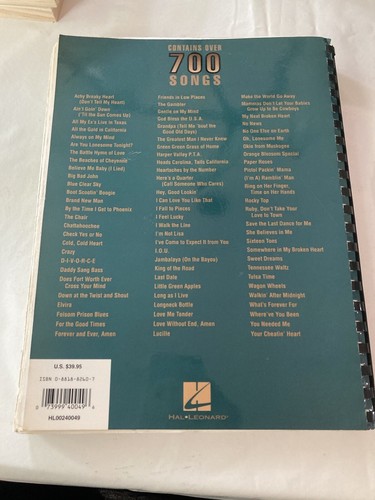 CONTAINS OVER
700
SONGS
Achy Breaky Heart
(Don't Tell My Heart)
Ain't Goin' Down
('Til the Sun Comes Up)
All My Ex's Live in Texas
All the Gold in California
Always on My Mind
Are You Lonesome Tonight?
The Battle Hymn of Love
The Beaches of Cheyenne
Believe Me Baby (I Lied)
Big Bad John
Blue Clear Sky
Boot Scootin' Boogie
Brand New Man
By the Time I Get to Phoenix
The Chair
Chattahoochee
Check Yes or No
Cold, Cold Heart
Crazy
D-I-V-O-R-C-E
Daddy Sang Bass
Does Fort Worth Ever
Cross Your Mind
Down at the Twist and Shout
Elvira
Folsom Prison Blues
For the Good Times
Forever and Ever, Amen
Friends in Low Places
The Gambler
Gentle on My Mind
God Bless the U.S.A.
Grandpa (Tell Me 'Bout the
Good Old Days)
The Greatest Man I Never Knew
Green Green Grass of Home
Harper Valley P.T.A.
Hands Carolina, Tails California
Heartaches by the Number
Here's a Quarter
(Call Someone Who Cares)
Hey, Good Lookin'
I Can Love You Like That
I Fall to Pieces
I Feel Lucky
I Walk the Line
I'm Not Lisa
I've Come to Expect It from You
I.O.U.
Jambalaya (On the Bayou)
King of the Road
Last Date
Little Green Apples
Long as I Live
Longneck Bottle
Love Me Tender
Love Without End, Amen
Lucille
Make the World Go Away
Mammas Don't Let Your Babies
Grow Up to Be Cowboys
My Baby's Heart
No News
No One Else on Earth
Oh, Lonesome Me
Okie from Muskogee
Orange Blossom Special
Paper Roses
Pistol Packin' Mama
(I'm A) Ramblin' Man
Ring on Her Finger,
Time on Her Hands
Rocky Top
Ruby, Don't Take Your
Love to Town
Save the Last Dance for Me
She Believes in Me
Sixteen Tons
Somewhere in My Broken Heart
Sweet Dreams
Tennessee Waltz
Tulsa Time
Wagon Wheels
Walkin' After Midnight
What's Forever For
Where've You Been
You Needed Me
Your Cheatin' Heart
U.S. $39.95
ISBN 0-8818-8060-7
0 73999 40049 6
HL00240049
HAL•LEONARD